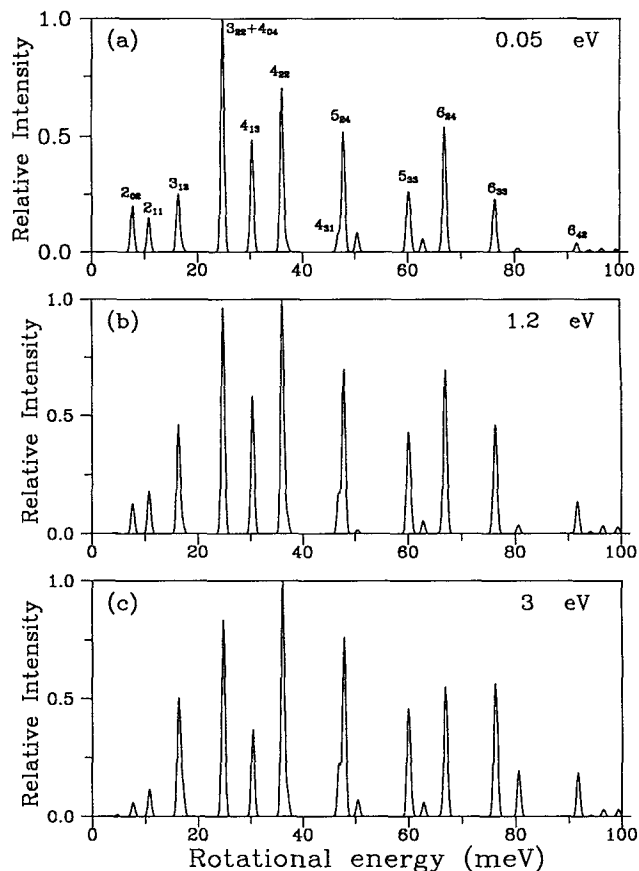 (a)
0.05 eV
Relative Intensity
1.0
0.5
0.0
2₀₂
2₁₁
3₁₃
3₂₂+4₀₄
4₁₃
4₂₂
4₃₁
5₂₄
5₃₃
6₂₄
6₃₃
6₄₂
0 20 40 60 80 100
(b)
1.2 eV
Relative Intensity
1.0
0.5
0.0
0 20 40 60 80 100
(c)
3 eV
Relative Intensity
1.0
0.5
0.0
0 20 40 60 80 100
Rotational energy (meV)